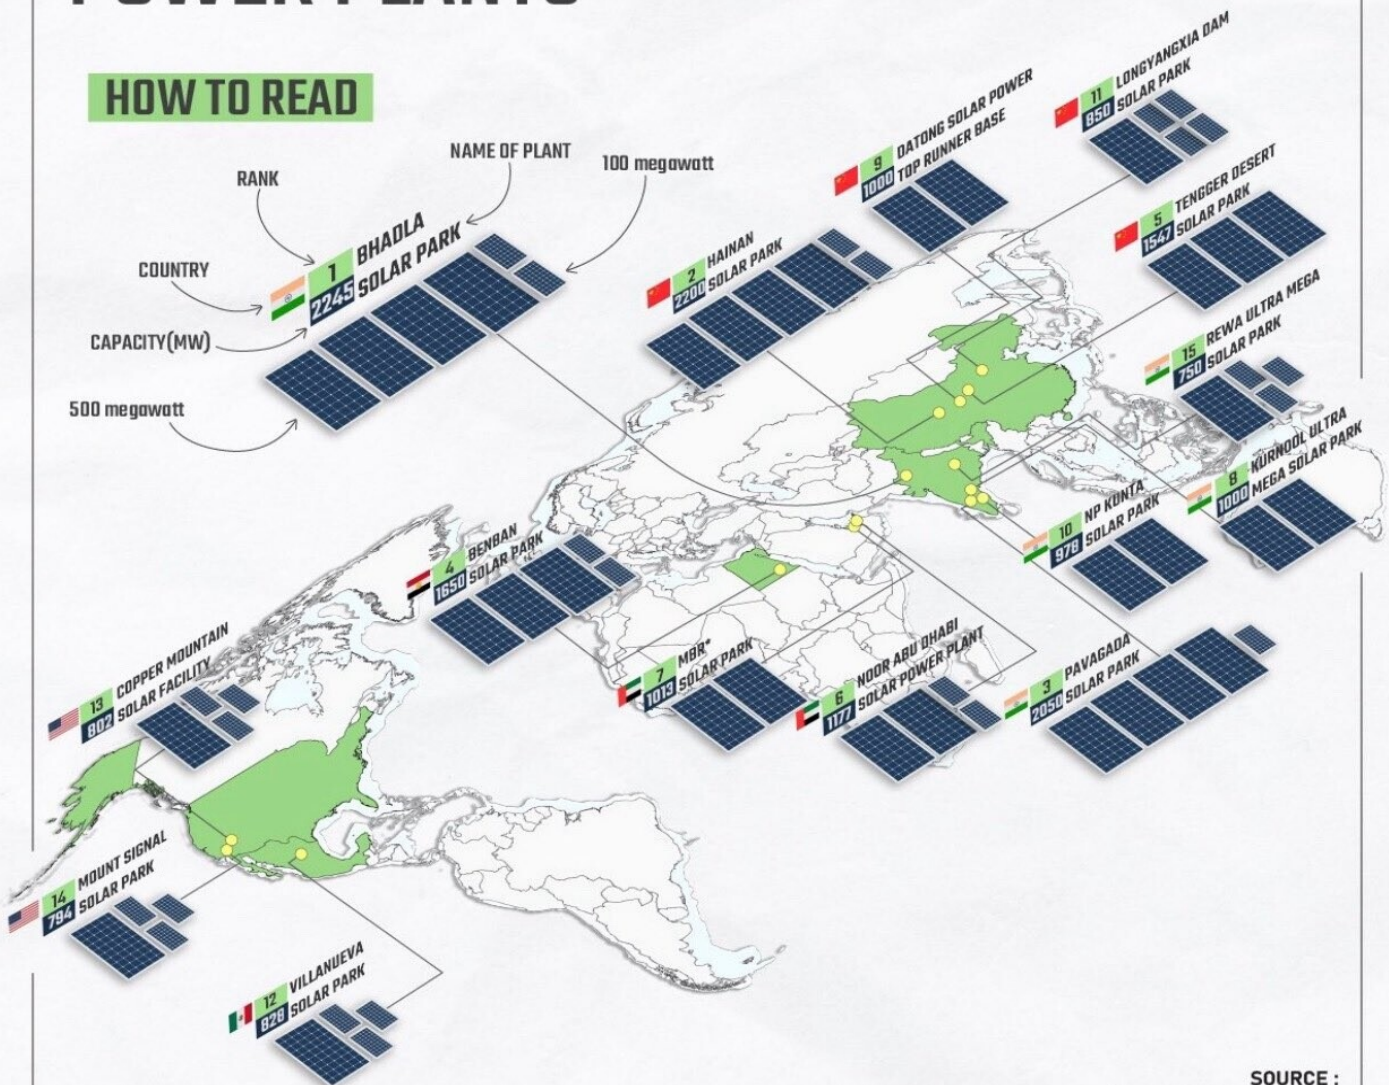 POWER PLANTS
HOW TO READ
NAME OF PLANT
100 megawatt
RANK
COUNTRY
CAPACITY(MW)
500 megawatt
1
2245
BHADLA
SOLAR PARK
2
2200
HAINAN
SOLAR PARK
9
1000
DATONG SOLAR POWER
TOP RUNNER BASE
11
850
LONGYANGXIA DAM
SOLAR PARK
5
1547
TENGGER DESERT
SOLAR PARK
15
750
REWA ULTRA MEGA
SOLAR PARK
8
1000
KURNOOL ULTRA
MEGA SOLAR PARK
10
978
NP KUNTA
SOLAR PARK
4
1650
BENBAN
SOLAR PARK
7
1013
MBR*
SOLAR PARK
6
1177
NOOR ABU DHABI
SOLAR POWER PLANT
3
2050
PAVAGADA
SOLAR PARK
13
802
COPPER MOUNTAIN
SOLAR FACILITY
14
794
MOUNT SIGNAL
SOLAR PARK
12
828
VILLANUEVA
SOLAR PARK
SOURCE :